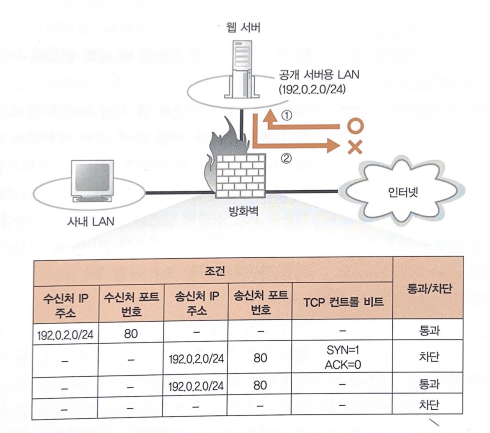 웹 서버
공개 서버용 LAN
(192.0.2.0/24)
①
②
사내 LAN
방화벽
인터넷
조건
통과/차단
수신처 IP 주소
수신처 포트 번호
송신처 IP 주소
송신처 포트 번호
TCP 컨트롤 비트
192.0.2.0/24 80 – – – 통과
– – 192.0.2.0/24 80 SYN=1 ACK=0 차단
– – 192.0.2.0/24 80 – 통과
– – – – – 차단